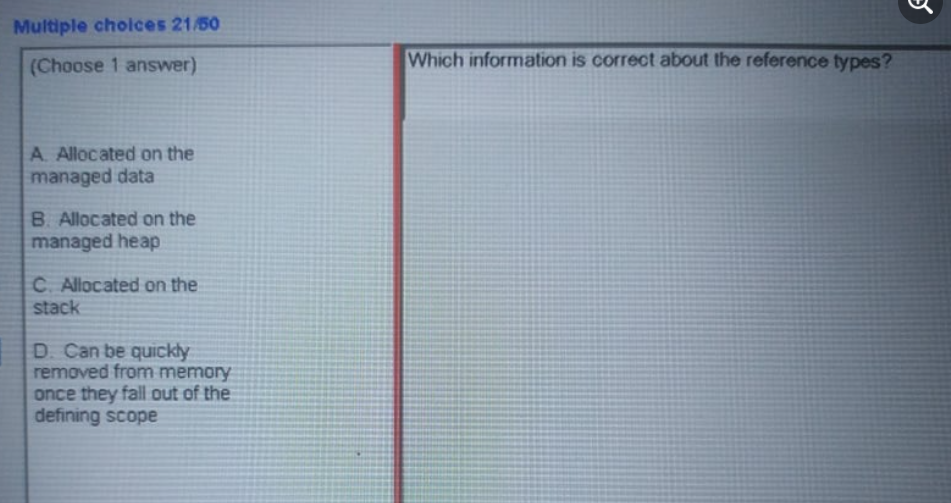 Multiple choices 21/50
(Choose 1 answer)
Which information is correct about the reference types?
A. Allocated on the
managed data
B. Allocated on the
managed heap
C. Allocated on the
stack
D. Can be quickly
removed from memory
once they fall out of the
defining scope